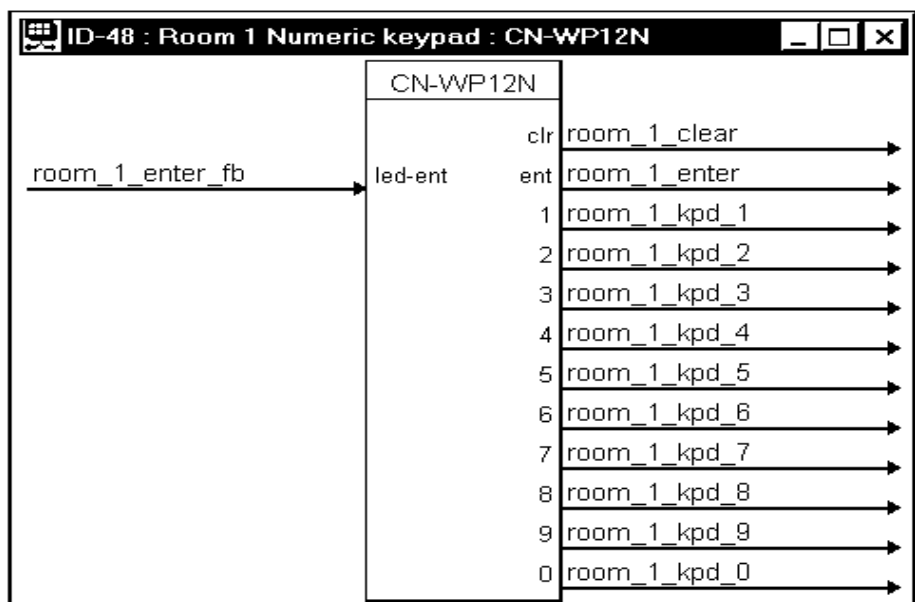 ID-48 : Room 1 Numeric keypad : CN-WP12N
CN-WP12N
clr room_1_clear
room_1_enter_fb led-ent ent room_1_enter
1 room_1_kpd_1
2 room_1_kpd_2
3 room_1_kpd_3
4 room_1_kpd_4
5 room_1_kpd_5
6 room_1_kpd_6
7 room_1_kpd_7
8 room_1_kpd_8
9 room_1_kpd_9
0 room_1_kpd_0